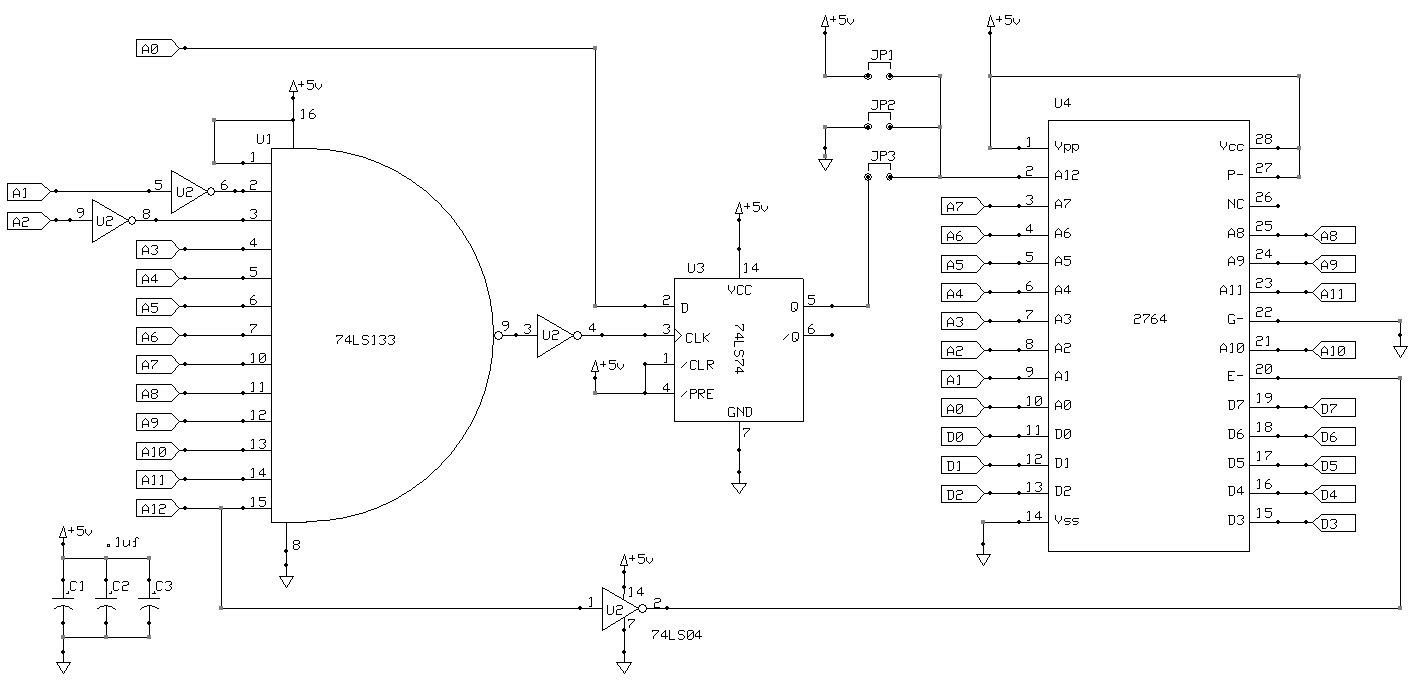 A0
+5v
16
U1
1
A1
5
U2
6
2
A2
9
U2
8
3
A3
4
A4
5
A5
6
A6
7
A7
10
A8
11
A9
12
A10
13
A11
14
A12
15
74LS133
9
8
3
U2
4
+5v
.1uf
C1
C2
C3
+5v
14
U3
VCC
2
D
Q
5
3
CLK
/Q
6
74LS74
+5v
1
/CLR
4
/PRE
GND
7
+5v
JP1
JP2
JP3
+5v
14
1
U2
2
7
74LS04
+5v
U4
2764
1
Vpp
Vcc
28
2
A12
P-
27
A7
3
A7
NC
26
A6
4
A6
A8
25
A8
A5
5
A5
A9
24
A9
A4
6
A4
A11
23
A11
A3
7
A3
G-
22
A2
8
A2
A10
21
A10
A1
9
A1
E-
20
A0
10
A0
D7
19
D7
D0
11
D0
D6
18
D6
D1
12
D1
D5
17
D5
D2
13
D2
D4
16
D4
14
Vss
D3
15
D3